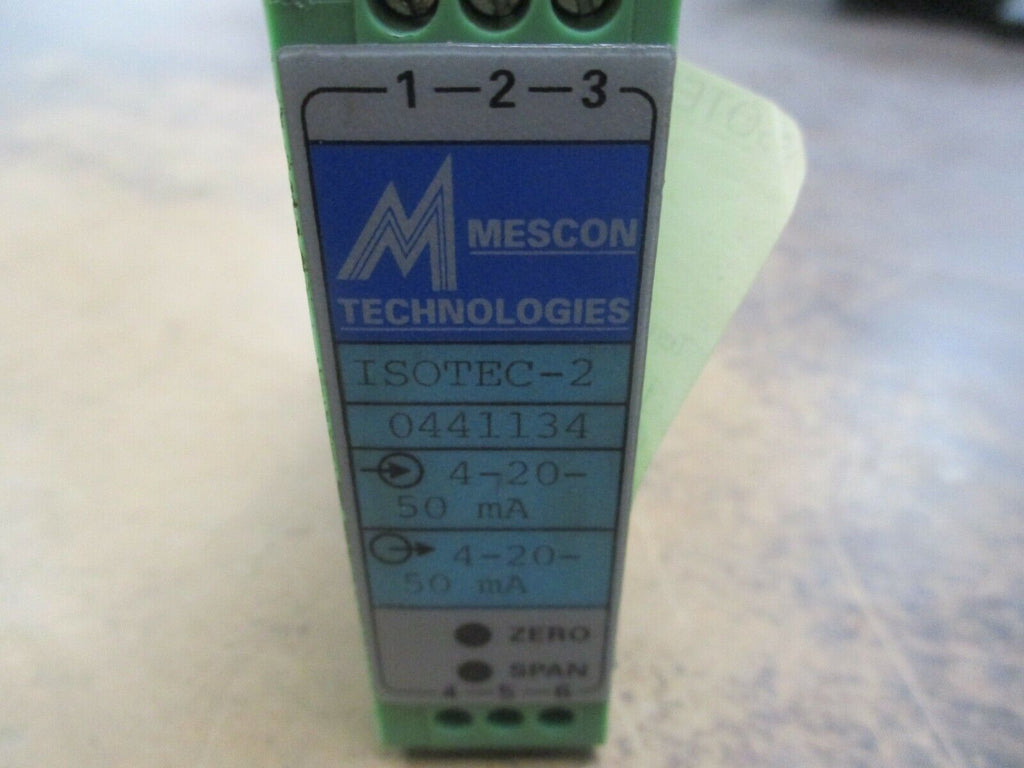 1 2 3
MESCON
TECHNOLOGIES
ISOTEC-2
0441134
4-20-
50 mA
4-20-
50 mA
ZERO
SPAN
4 5 6